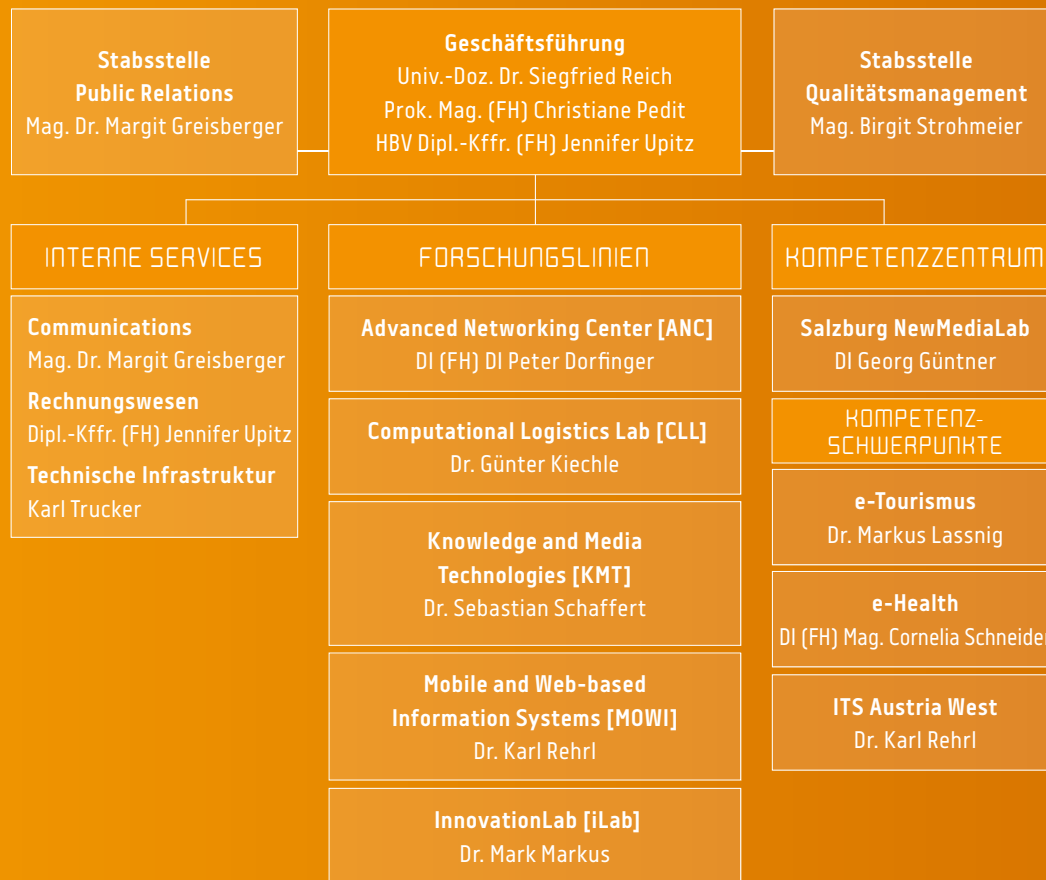 Stabsstelle
Public Relations
Mag. Dr. Margit Greisberger
Geschäftsführung
Univ.-Doz. Dr. Siegfried Reich
Prok. Mag. (FH) Christiane Pedit
HBV Dipl.-Kffr. (FH) Jennifer Upitz
Stabsstelle
Qualitätsmanagement
Mag. Birgit Strohmeier
INTERNE SERVICES
Communications
Mag. Dr. Margit Greisberger
Rechnungswesen
Dipl.-Kffr. (FH) Jennifer Upitz
Technische Infrastruktur
Karl Trucker
FORSCHUNGSLINIEN
Advanced Networking Center [ANC]
DI (FH) DI Peter Dorfinger
Computational Logistics Lab [CLL]
Dr. Günter Kiechle
Knowledge and Media
Technologies [KMT]
Dr. Sebastian Schaffert
Mobile and Web-based
Information Systems [MOWI]
Dr. Karl Rehrl
InnovationLab [iLab]
Dr. Mark Markus
KOMPETENZZENTRUM
Salzburg NewMediaLab
DI Georg Güntner
KOMPETENZ-
SCHWERPUNKTE
e-Tourismus
Dr. Markus Lassnig
e-Health
DI (FH) Mag. Cornelia Schneider
ITS Austria West
Dr. Karl Rehrl